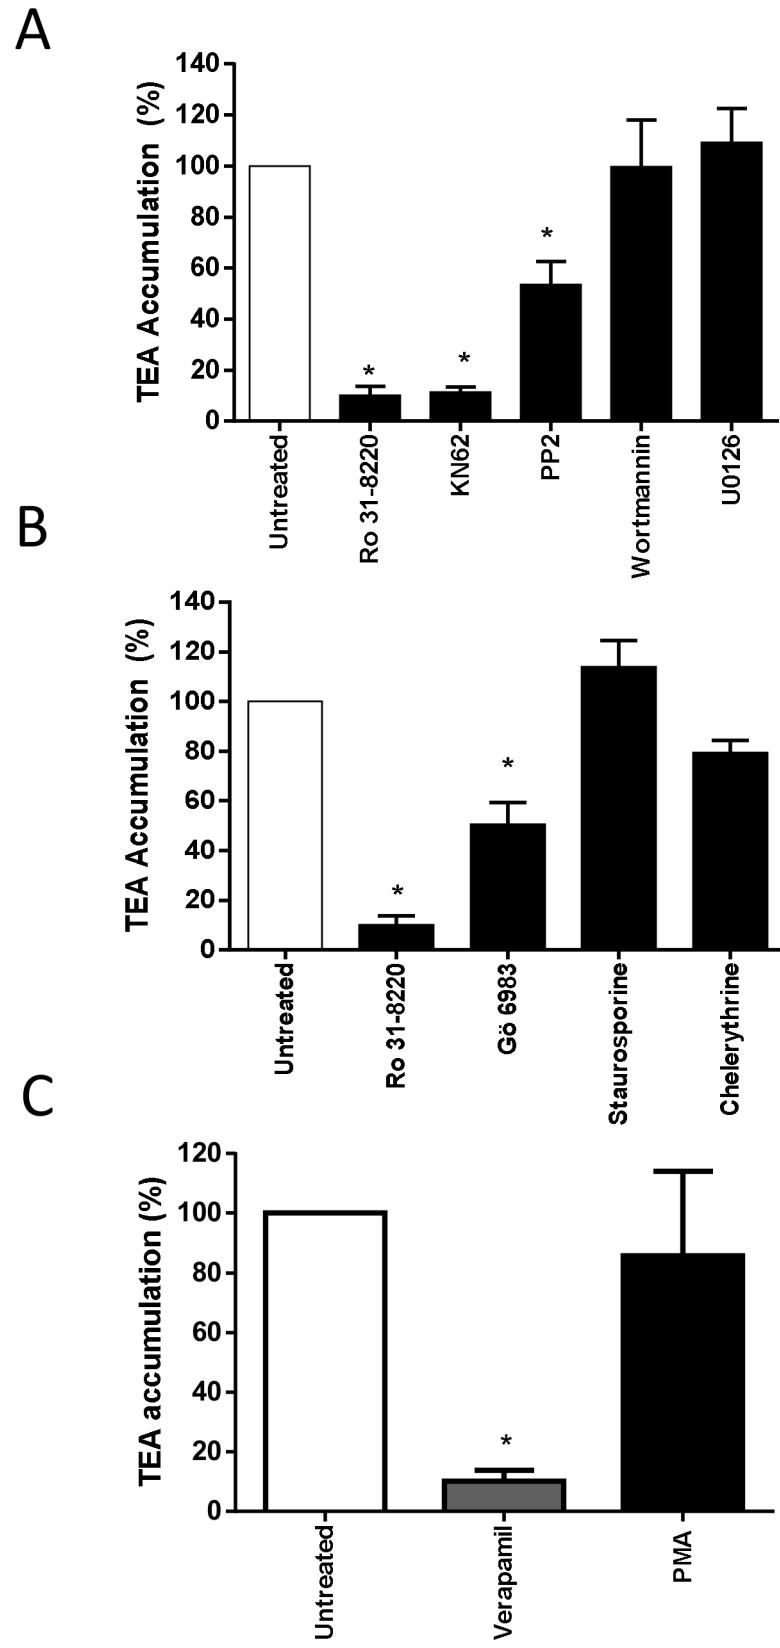 A
TEA Accumulation (%)
140
120
100
80
60
40
20
0
*
*
*
Untreated
Ro 31-8220
KN62
PP2
Wortmannin
U0126
B
TEA Accumulation (%)
140
120
100
80
60
40
20
0
*
*
Untreated
Ro 31-8220
Gö 6983
Staurosporine
Chelerythrine
C
TEA accumulation (%)
120
100
80
60
40
20
0
*
Untreated
Verapamil
PMA